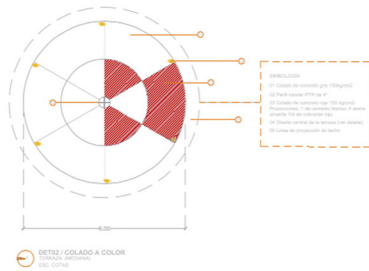 SIMBOLOGÍA
01 Colado de concreto gris 150kg/cm2
02 Perfil tubular PTR de 4"
03 Colado de concreto rojo 150 kg/cm2
Proporciones: 1 de cemento blanco, 4 arena
amarilla 1/8 de colorante rojo
04 Diseño central de la terraza (ver detalle)
05 Línea de proyección de techo
6.00
DET02 / COLADO A COLOR
TERRAZA (MEDIANA)
ESC. COTAS